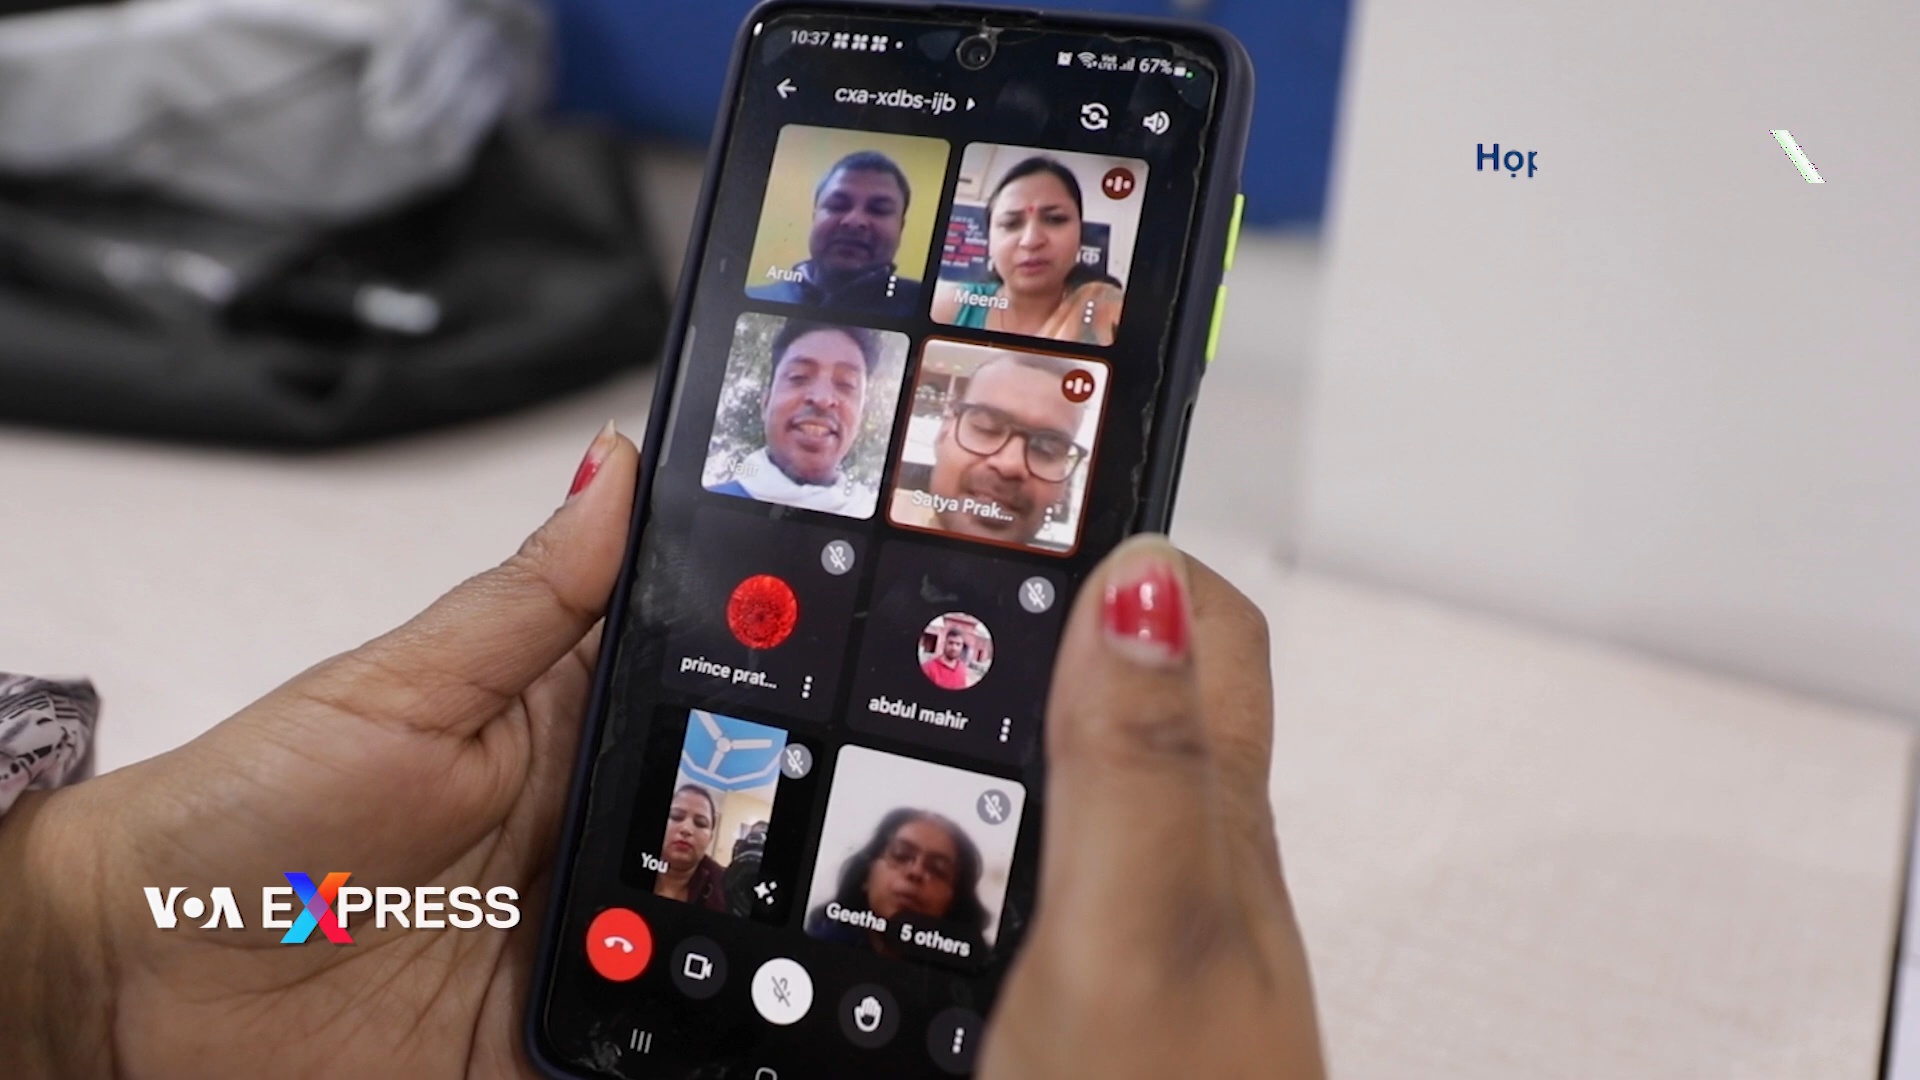 10:37
67%
cxa-xdbs-ijb
Họp
Arun
Meena
Najir
Satya Prak...
prince prat...
abdul mahir
You
Geetha 5 others
VOA EXPRESS